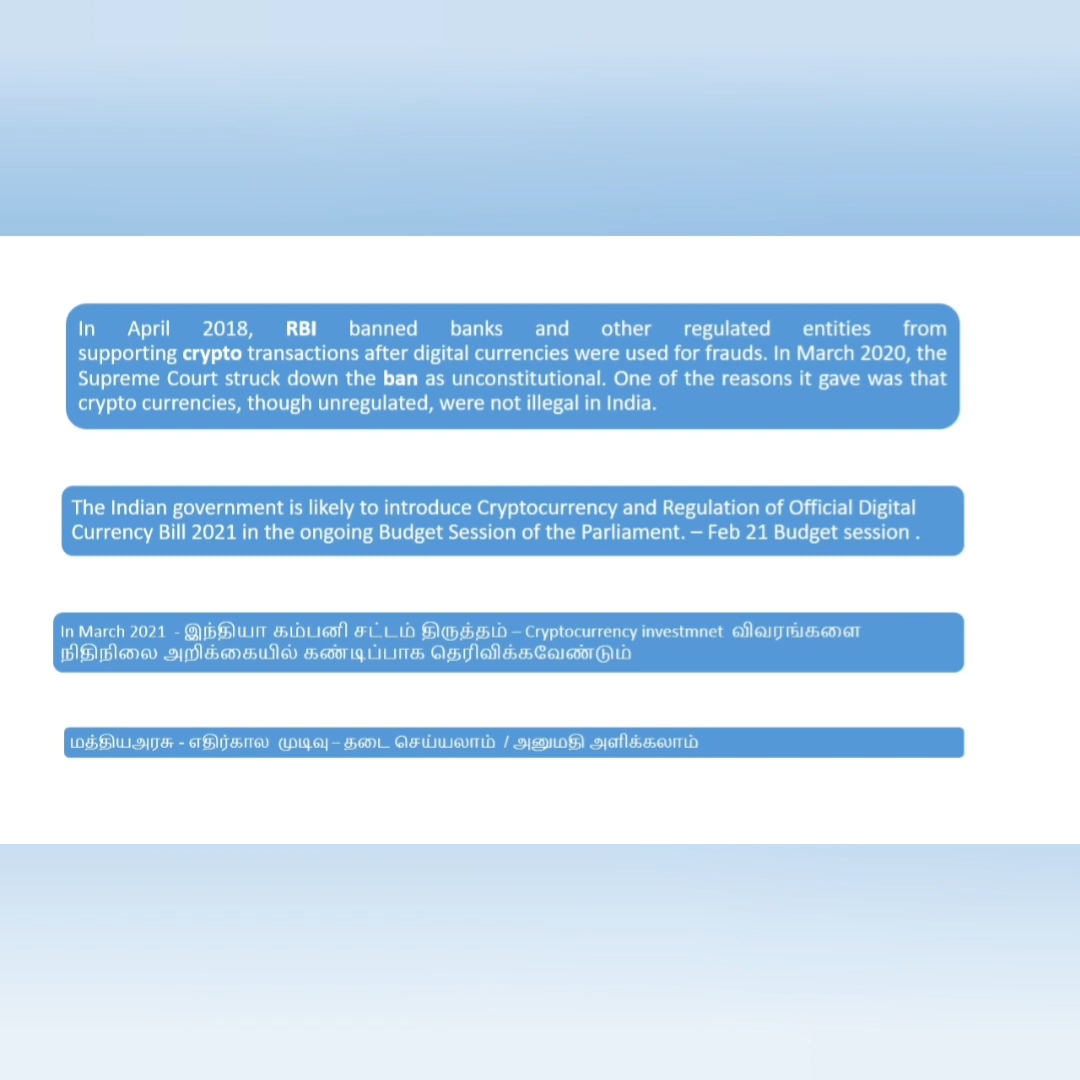 In April 2018, RBI banned banks and other regulated entities from
supporting crypto transactions after digital currencies were used for frauds. In March 2020, the
Supreme Court struck down the ban as unconstitutional. One of the reasons it gave was that
crypto currencies, though unregulated, were not illegal in India.
The Indian government is likely to introduce Cryptocurrency and Regulation of Official Digital
Currency Bill 2021 in the ongoing Budget Session of the Parliament. – Feb 21 Budget session .
In March 2021 - இந்தியா கம்பனி சட்டம் திருத்தம் – Cryptocurrency investmnet விவரங்களை
நிதிநிலை அறிக்கையில் கண்டிப்பாக தெரிவிக்கவேண்டும்
மத்தியஅரசு - எதிர்கால முடிவு – தடை செய்யலாம் / அனுமதி அளிக்கலாம்